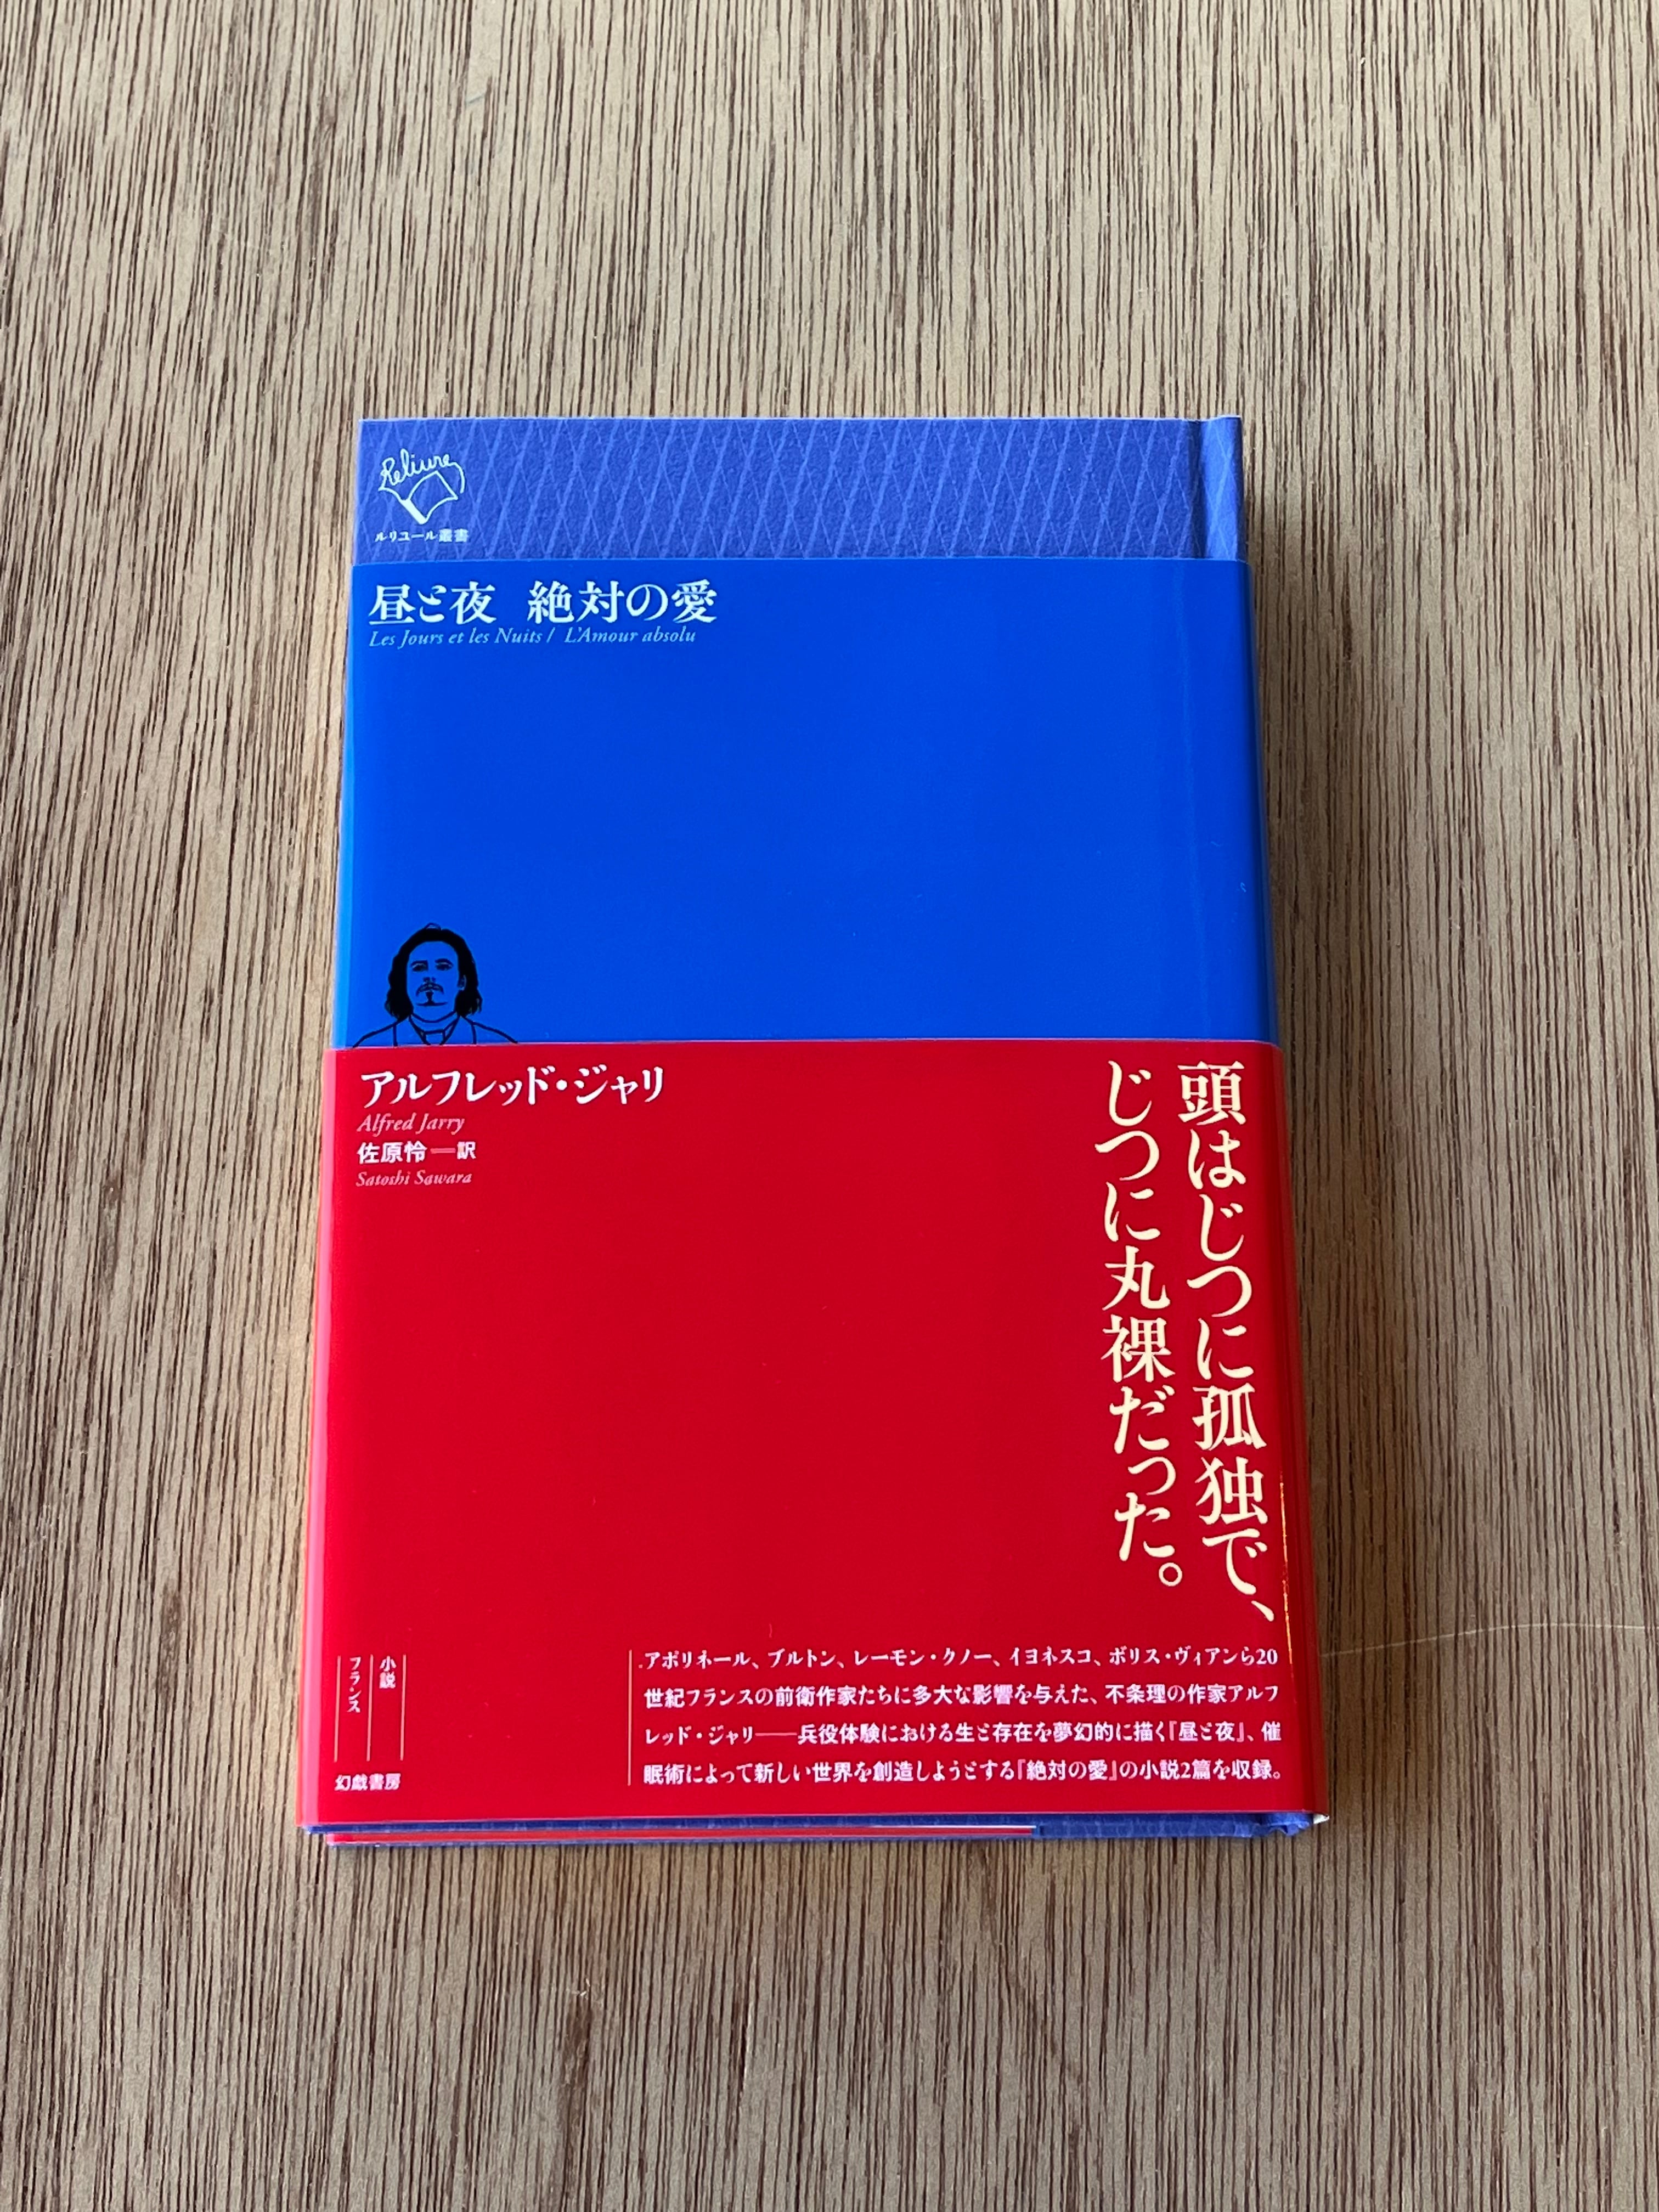 Reliure
ルリユール叢書
昼と夜 絶対の愛
Les Jours et les Nuits / L'Amour absolu
アルフレッド・ジャリ
Alfred Jarry
佐原怜——訳
Satoshi Sawara
頭はじつに孤独で、
じつに丸裸だった。
小説
フランス
幻戯書房
アポリネール、ブルトン、レーモン・クノー、イヨネスコ、ボリス・ヴィアンら20
世紀フランスの前衛作家たちに多大な影響を与えた、不条理の作家アルフ
レッド・ジャリ——兵役体験における生と存在を夢幻的に描く『昼と夜』、催
眠術によって新しい世界を創造しようとする『絶対の愛』の小説2篇を収録。